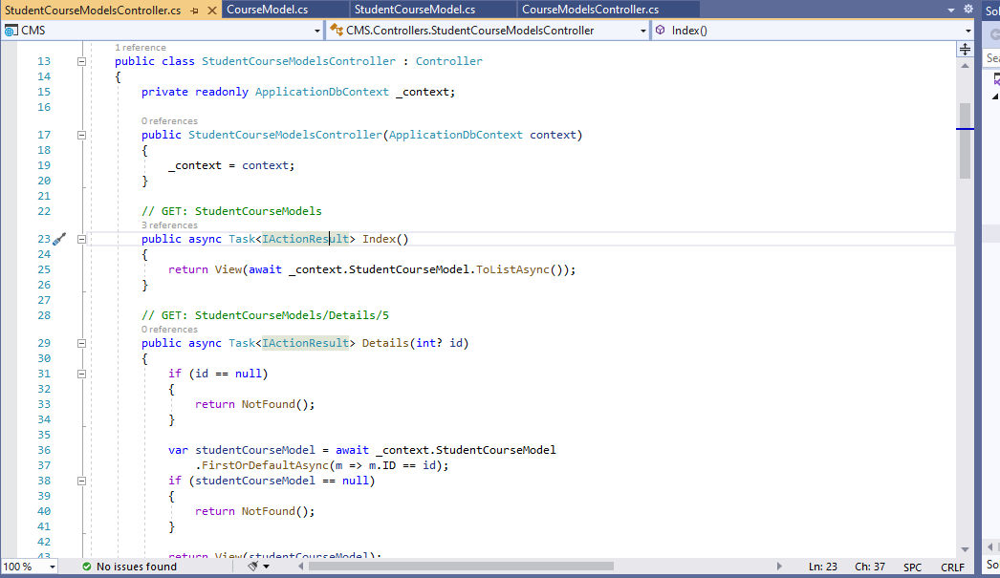 StudentCourseModelsController.cs CourseModel.cs StudentCourseModel.cs CourseModelsController.cs Sol
CMS CMS.Controllers.StudentCourseModelsController Index()
Sea
1 reference
13 public class StudentCourseModelsController : Controller
14 {
15 private readonly ApplicationDbContext _context;
16
0 references
17 public StudentCourseModelsController(ApplicationDbContext context)
18 {
19 _context = context;
20 }
21
22 // GET: StudentCourseModels
3 references
23 public async Task<IActionResult> Index()
24 {
25 return View(await _context.StudentCourseModel.ToListAsync());
26 }
27
28 // GET: StudentCourseModels/Details/5
0 references
29 public async Task<IActionResult> Details(int? id)
30 {
31 if (id == null)
32 {
33 return NotFound();
34 }
35
36 var studentCourseModel = await _context.StudentCourseModel
37 .FirstOrDefaultAsync(m => m.ID == id);
38 if (studentCourseModel == null)
39 {
40 return NotFound();
41 }
42
43 return View(studentCourseModel);
100 % No issues found Ln: 23 Ch: 37 SPC CRLF So